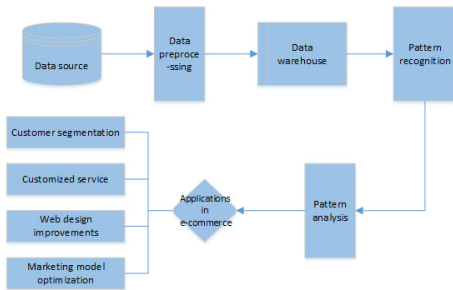 Data source
Data
preproce
-ssing
Data
warehouse
Pattern
recognition
Customer segmentation
Customized service
Web design
improvements
Marketing model
optimization
Applications
in
e-commerce
Pattern
analysis